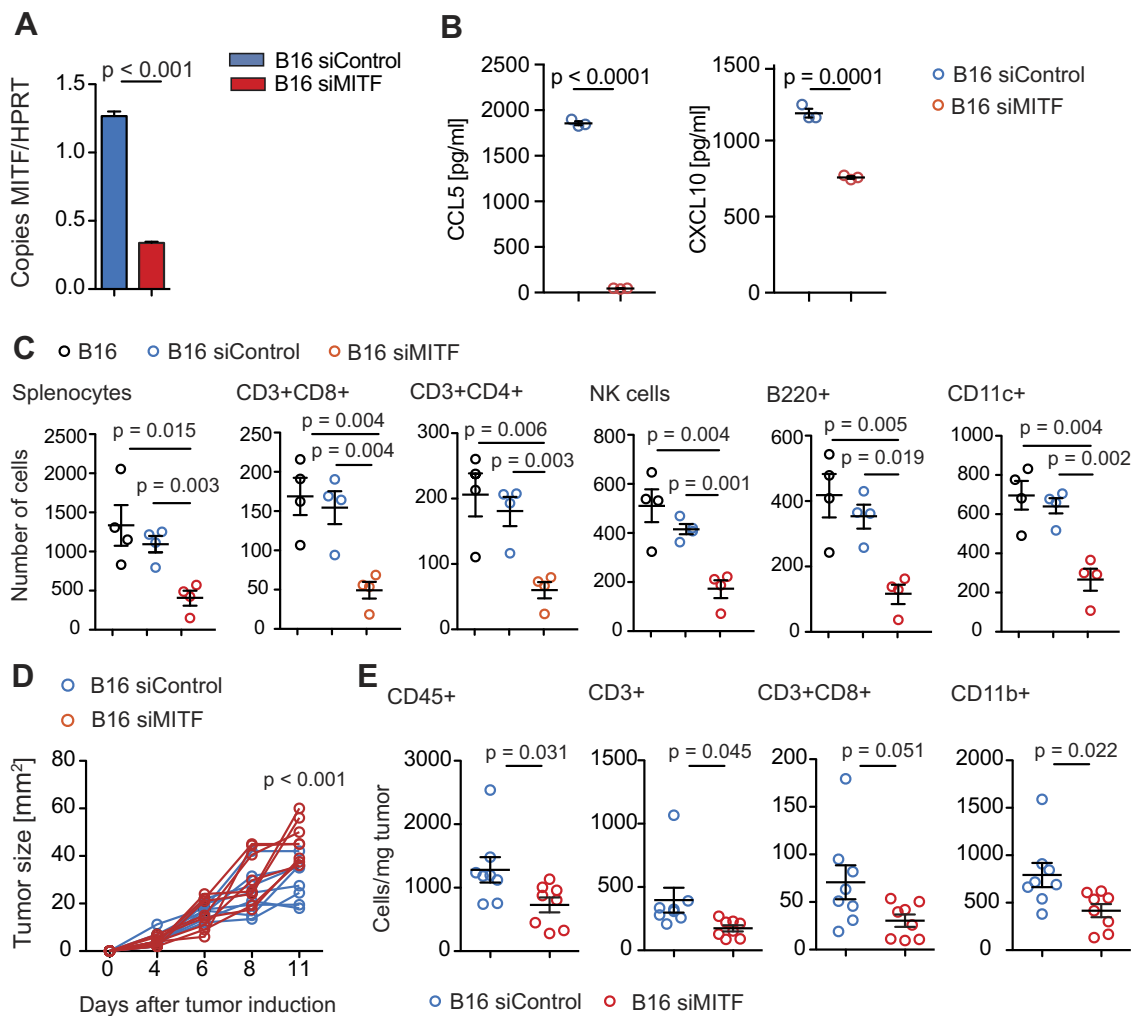 A
B16 siControl
B16 siMITF
p < 0.001
Copies MITF/HPRT
1.5
1.0
0.5
0.0
B
B16 siControl
B16 siMITF
CCL5 [pg/ml]
2500
2000
1500
1000
500
0
p < 0.0001
CXCL10 [pg/ml]
1500
1000
500
0
p = 0.0001
C
B16
B16 siControl
B16 siMITF
Number of cells
Splenocytes
2500
2000
1500
1000
500
0
p = 0.015
p = 0.003
CD3+CD8+
250
200
150
100
50
0
p = 0.004
p = 0.004
CD3+CD4+
300
200
100
0
p = 0.006
p = 0.003
NK cells
800
600
400
200
0
p = 0.004
p = 0.001
B220+
600
400
200
0
p = 0.005
p = 0.019
CD11c+
1000
800
600
400
200
0
p = 0.004
p = 0.002
D
B16 siControl
B16 siMITF
Tumor size [mm²]
80
60
40
20
0
p < 0.001
0 4 6 8 11
Days after tumor induction
E
Cells/mg tumor
CD45+
3000
2000
1000
0
p = 0.031
CD3+
1500
1000
500
0
p = 0.045
CD3+CD8+
200
150
100
50
0
p = 0.051
CD11b+
2000
1500
1000
500
0
p = 0.022
B16 siControl
B16 siMITF